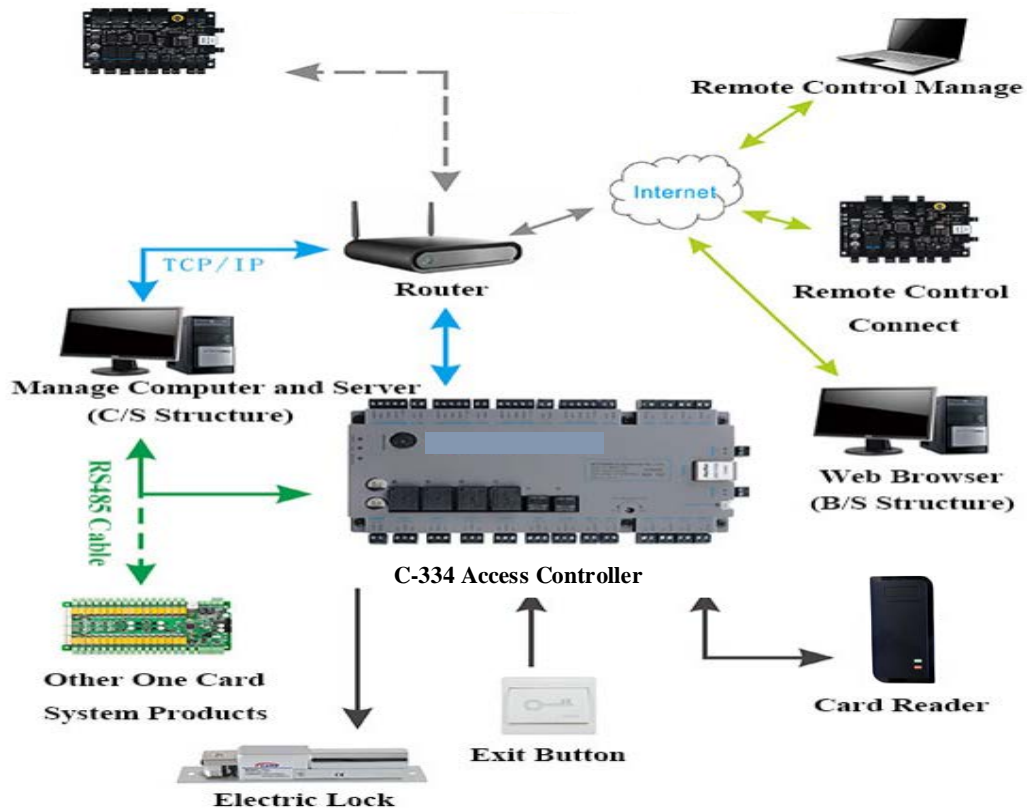 Remote Control Manage
Internet
TCP/IP
Router
Remote Control
Connect
Manage Computer and Server
(C/S Structure)
Web Browser
(B/S Structure)
RS485 Cable
C-334 Access Controller
Other One Card
System Products
Card Reader
Exit Button
Electric Lock